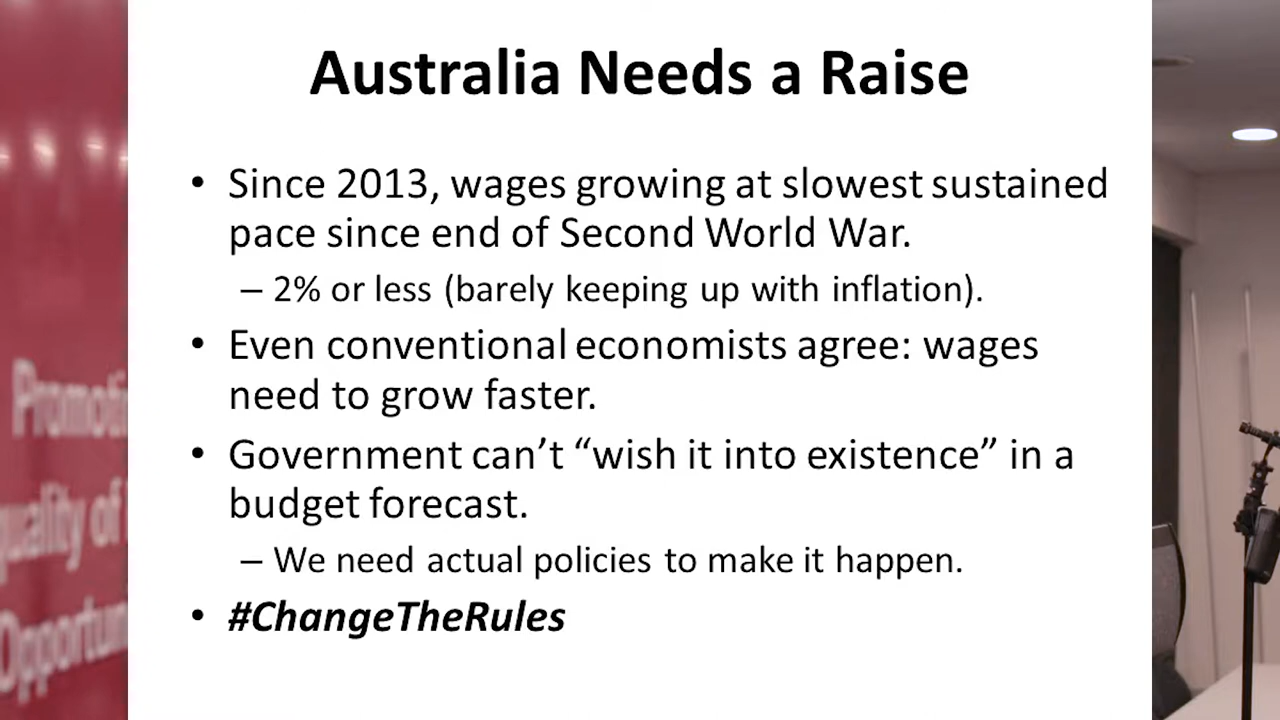 Australia Needs a Raise
• Since 2013, wages growing at slowest sustained
pace since end of Second World War.
– 2% or less (barely keeping up with inflation).
• Even conventional economists agree: wages
need to grow faster.
• Government can’t “wish it into existence” in a
budget forecast.
– We need actual policies to make it happen.
• #ChangeTheRules
quality of